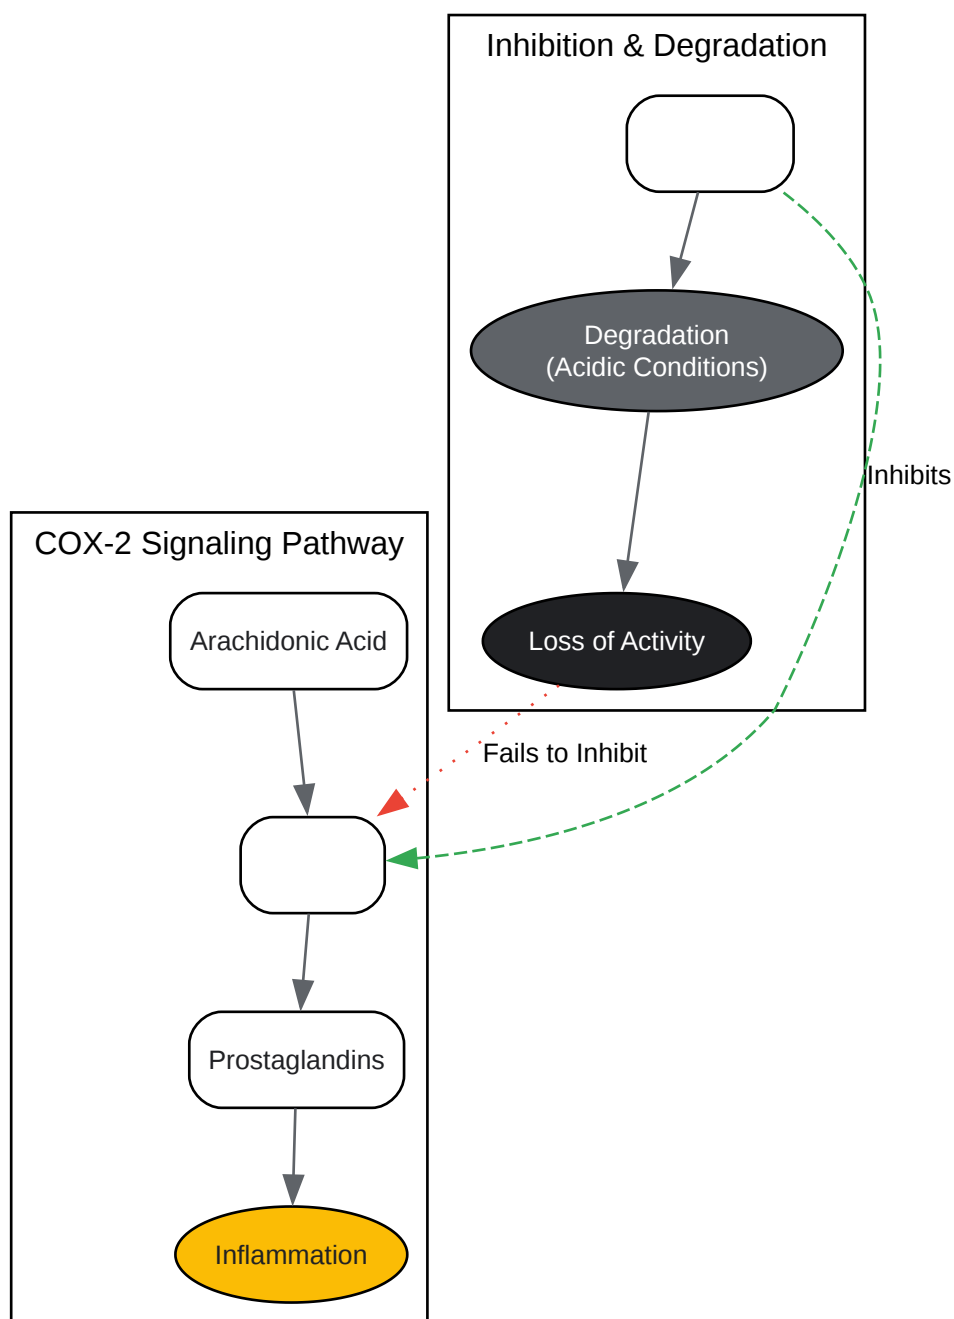 Inhibition & Degradation
Degradation
(Acidic Conditions)
Inhibits
COX-2 Signaling Pathway
Arachidonic Acid
Loss of Activity
Fails to Inhibit
Prostaglandins
Inflammation